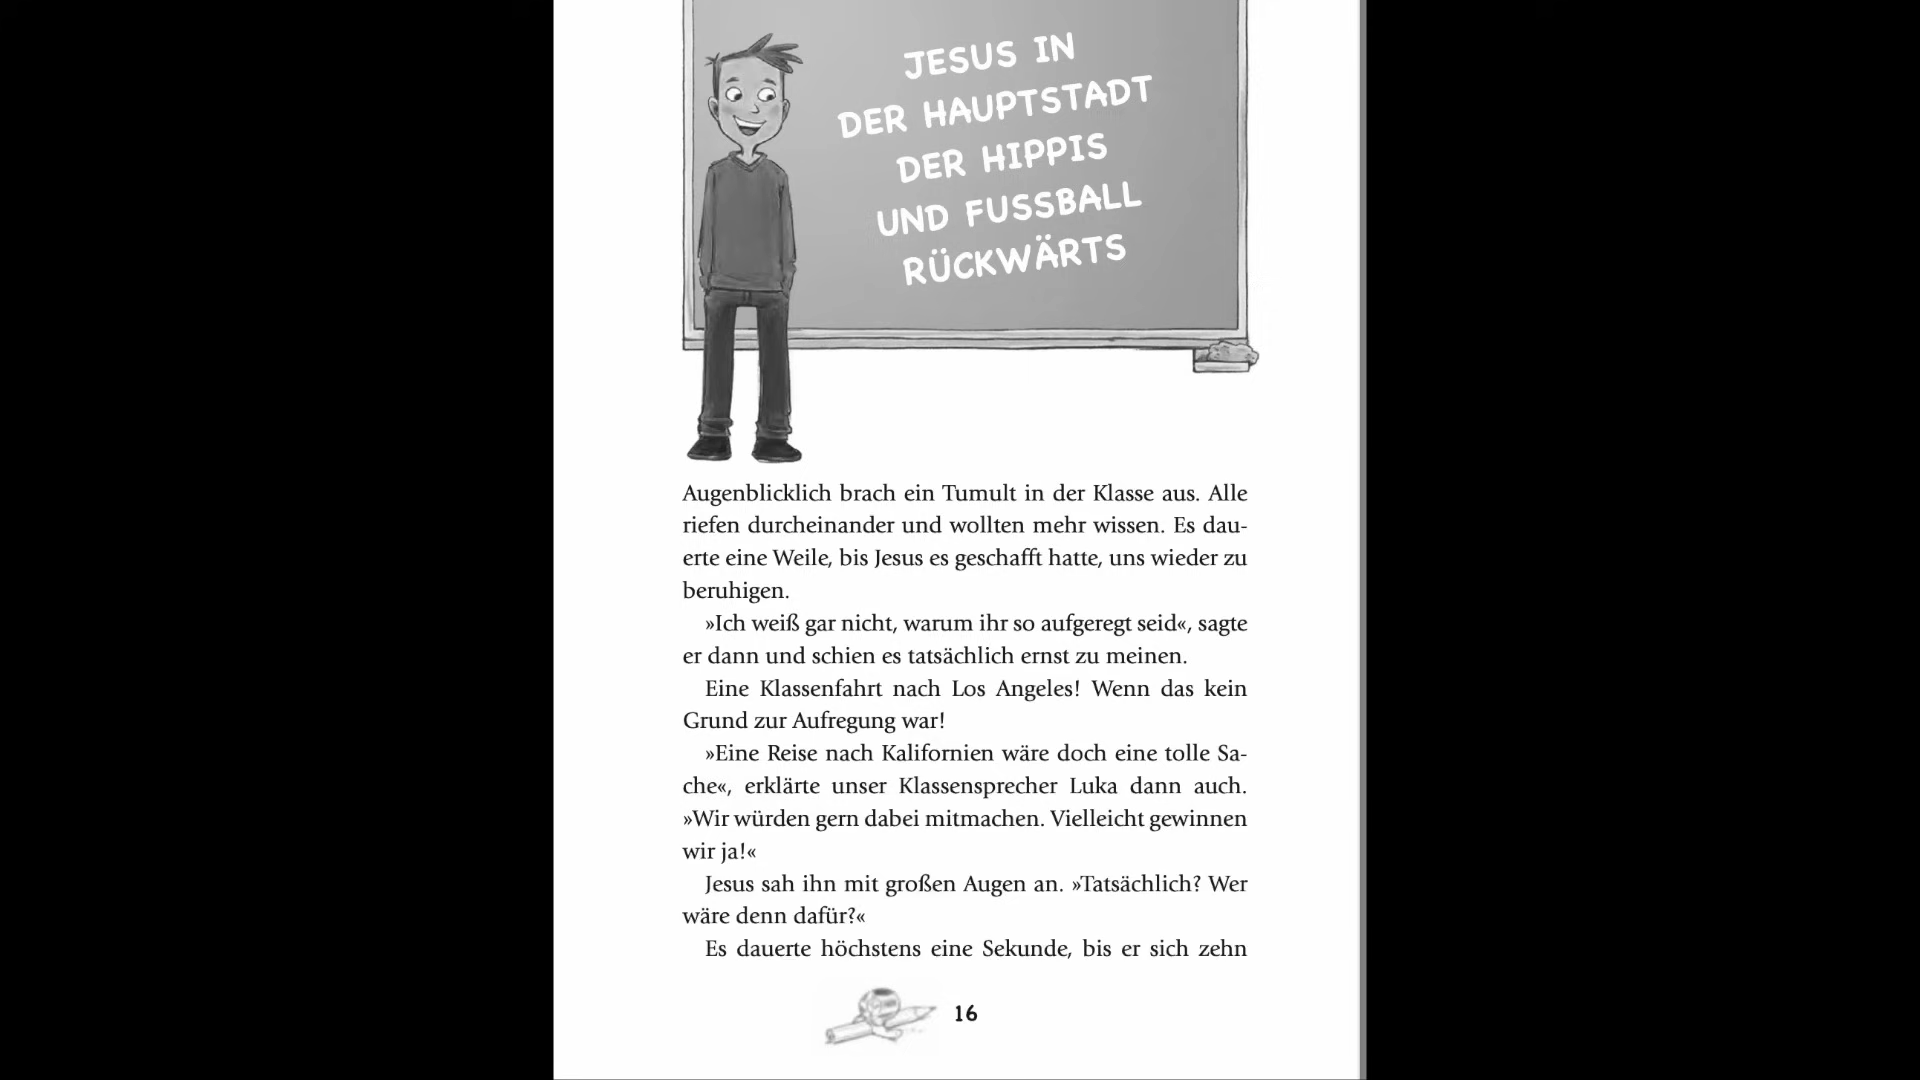 JESUS IN
DER HAUPTSTADT
DER HIPPIS
UND FUSSBALL
RÜCKWÄRTS
Augenblicklich brach ein Tumult in der Klasse aus. Alle
riefen durcheinander und wollten mehr wissen. Es dau-
erte eine Weile, bis Jesus es geschafft hatte, uns wieder zu
beruhigen.
»Ich weiß gar nicht, warum ihr so aufgeregt seid«, sagte
er dann und schien es tatsächlich ernst zu meinen.
Eine Klassenfahrt nach Los Angeles! Wenn das kein
Grund zur Aufregung war!
»Eine Reise nach Kalifornien wäre doch eine tolle Sa-
che«, erklärte unser Klassensprecher Luka dann auch.
»Wir würden gern dabei mitmachen. Vielleicht gewinnen
wir ja!«
Jesus sah ihn mit großen Augen an. »Tatsächlich? Wer
wäre denn dafür?«
Es dauerte höchstens eine Sekunde, bis er sich zehn
16